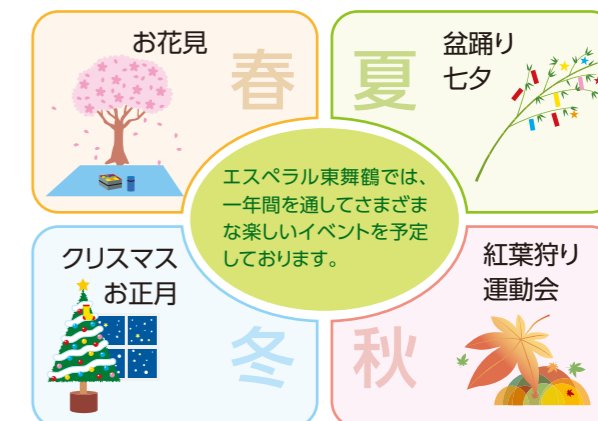 お花見
春
夏
盆踊り
七夕
エスペラル東舞鶴では、
一年間を通してさまざま
な楽しいイベントを予定
しております。
クリスマス
お正月
冬
秋
紅葉狩り
運動会